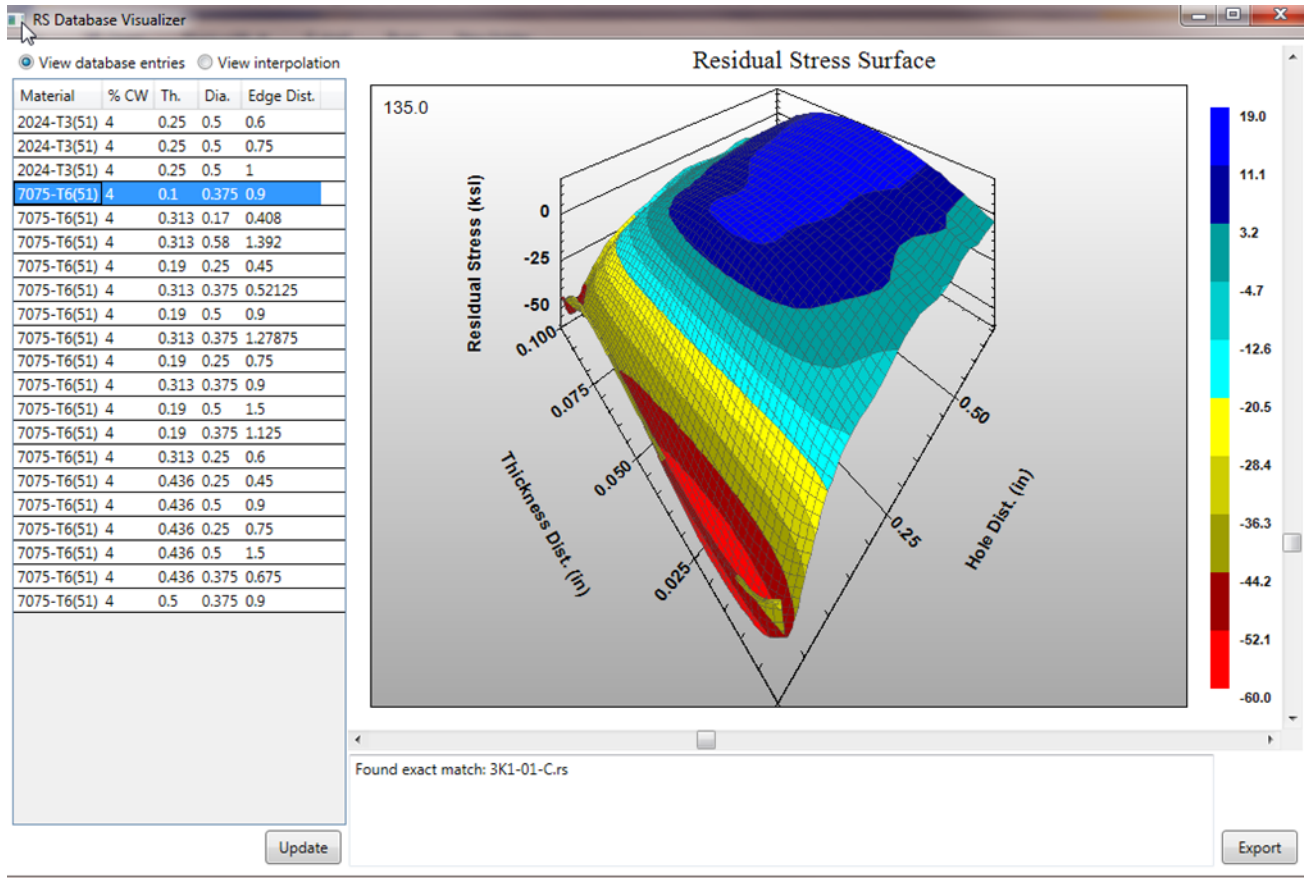 RS Database Visualizer
View database entries View interpolation
Material % CW Th. Dia. Edge Dist.
2024-T3(51) 4 0.25 0.5 0.6
2024-T3(51) 4 0.25 0.5 0.75
2024-T3(51) 4 0.25 0.5 1
7075-T6(51) 4 0.1 0.375 0.9
7075-T6(51) 4 0.313 0.17 0.408
7075-T6(51) 4 0.313 0.58 1.392
7075-T6(51) 4 0.19 0.25 0.45
7075-T6(51) 4 0.313 0.375 0.52125
7075-T6(51) 4 0.19 0.5 0.9
7075-T6(51) 4 0.313 0.375 1.27875
7075-T6(51) 4 0.19 0.25 0.75
7075-T6(51) 4 0.313 0.375 0.9
7075-T6(51) 4 0.19 0.5 1.5
7075-T6(51) 4 0.19 0.375 1.125
7075-T6(51) 4 0.313 0.25 0.6
7075-T6(51) 4 0.436 0.25 0.45
7075-T6(51) 4 0.436 0.5 0.9
7075-T6(51) 4 0.436 0.25 0.75
7075-T6(51) 4 0.436 0.5 1.5
7075-T6(51) 4 0.436 0.375 0.675
7075-T6(51) 4 0.5 0.375 0.9
Update
Residual Stress Surface
135.0
Residual Stress (ksi)
0
-25
-50
0.100
0.075
0.050
0.025
Thickness Dist. (in)
0.50
0.25
Hole Dist. (in)
19.0
11.1
3.2
-4.7
-12.6
-20.5
-28.4
-36.3
-44.2
-52.1
-60.0
Found exact match: 3K1-01-C.rs
Export